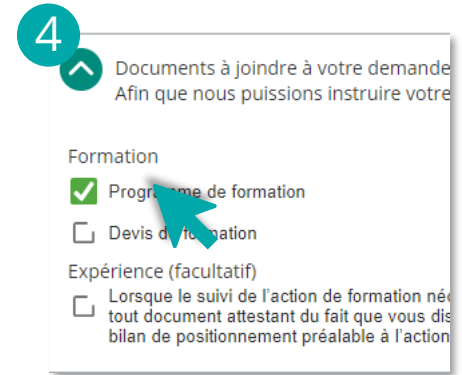 4
Documents à joindre à votre demande
Afin que nous puissions instruire votre
Formation
Programme de formation
Devis de formation
Expérience (facultatif)
Lorsque le suivi de l'action de formation
tout document attestant du fait que vous
bilan de positionnement préalable à l'action